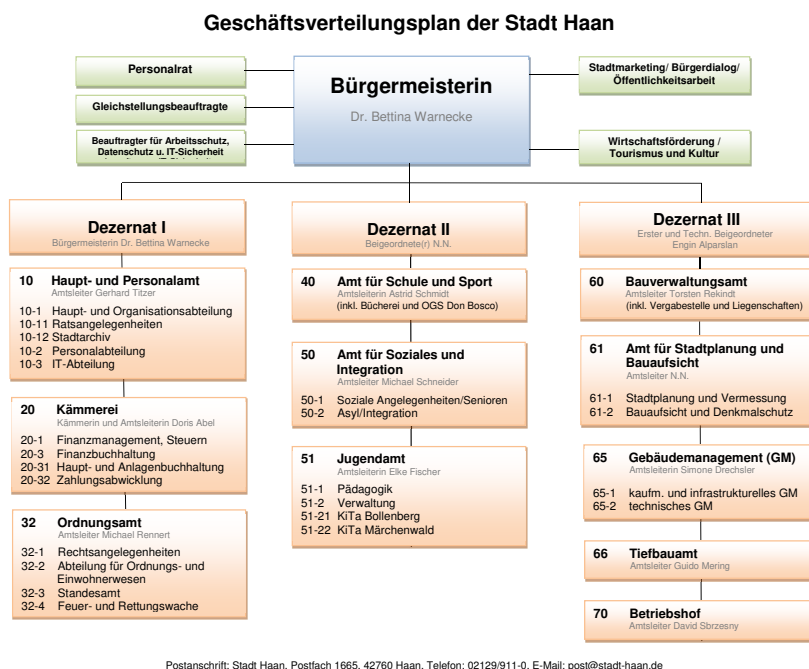 Geschäftsverteilungsplan der Stadt Haan
Personalrat
Gleichstellungsbeauftragte
Beauftragter für Arbeitsschutz,
Datenschutz u. IT-Sicherheit
Bürgermeisterin
Dr. Bettina Warnecke
Stadtmarketing/ Bürgerdialog/
Öffentlichkeitsarbeit
Wirtschaftsförderung /
Tourismus und Kultur
Dezernat I
Bürgermeisterin Dr. Bettina Warnecke
10 Haupt- und Personalamt
Amtsleiter Gerhard Titzer
10-1 Haupt- und Organisationsabteilung
10-11 Ratsangelegenheiten
10-12 Stadtarchiv
10-2 Personalabteilung
10-3 IT-Abteilung
20 Kämmerei
Kämmerin und Amtsleiterin Doris Abel
20-1 Finanzmanagement, Steuern
20-3 Finanzbuchhaltung
20-31 Haupt- und Anlagenbuchhaltung
20-32 Zahlungsabwicklung
32 Ordnungsamt
Amtsleiter Michael Rennert
32-1 Rechtsangelegenheiten
32-2 Abteilung für Ordnungs- und
Einwohnerwesen
32-3 Standesamt
32-4 Feuer- und Rettungswache
Dezernat II
Beigeordnete(r) N.N.
40 Amt für Schule und Sport
Amtsleiterin Astrid Schmidt
(inkl. Bücherei und OGS Don Bosco)
50 Amt für Soziales und
Integration
Amtsleiter Michael Schneider
50-1 Soziale Angelegenheiten/Senioren
50-2 Asyl/Integration
51 Jugendamt
Amtsleiterin Elke Fischer
51-1 Pädagogik
51-2 Verwaltung
51-21 KiTa Bollenberg
51-22 KiTa Märchenwald
Dezernat III
Erster und Techn. Beigeordneter
Engin Alparslan
60 Bauverwaltungsamt
Amtsleiter Torsten Rekindt
(inkl. Vergabestelle und Liegenschaften)
61 Amt für Stadtplanung und
Bauaufsicht
Amtsleiter N.N.
61-1 Stadtplanung und Vermessung
61-2 Bauaufsicht und Denkmalschutz
65 Gebäudemanagement (GM)
Amtsleiterin Simone Drechsler
65-1 kaufm. und infrastrukturelles GM
65-2 technisches GM
66 Tiefbauamt
Amtsleiter Guido Mering
70 Betriebshof
Amtsleiter David Sbrzesny
Postanschrift: Stadt Haan, Postfach 1665, 42760 Haan, Telefon: 02129/911-0, E-Mail: post@stadt-haan.de